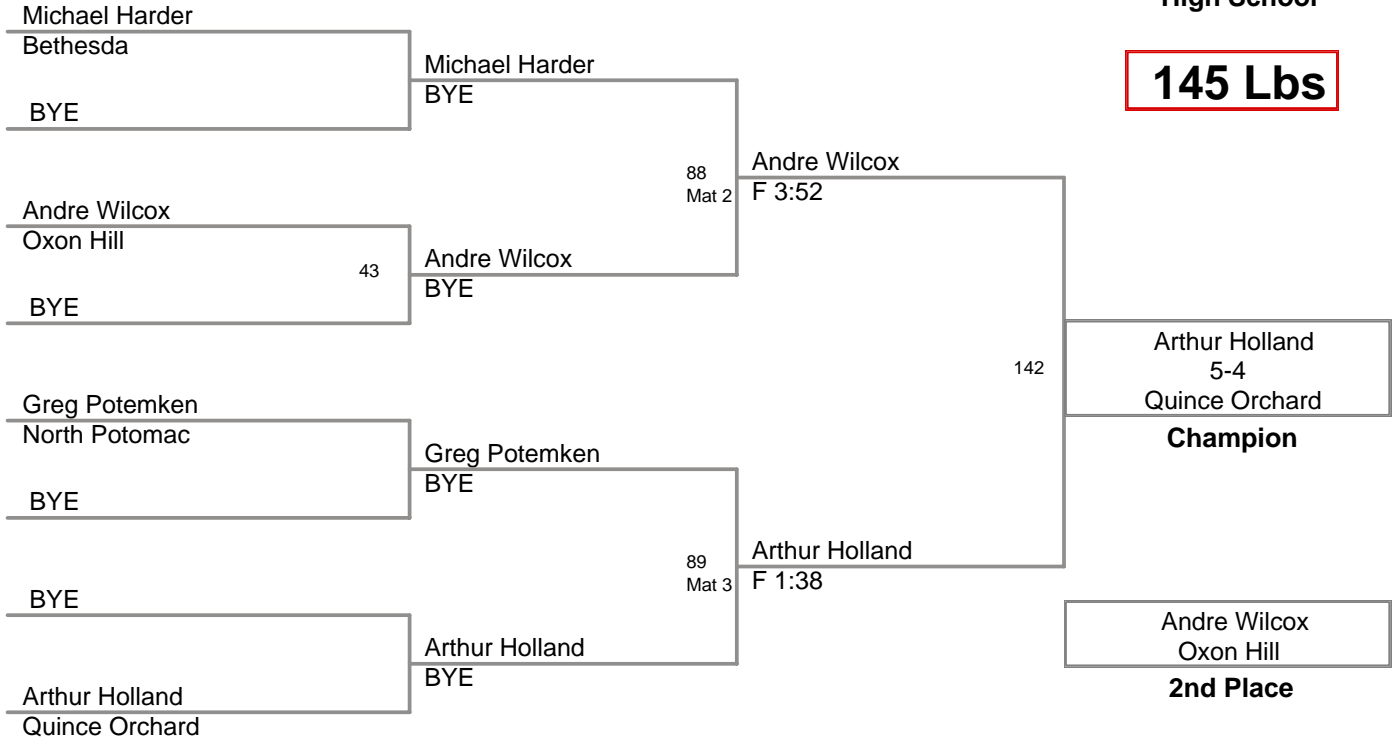 High School
145 Lbs
Michael Harder
Bethesda
BYE
Andre Wilcox
Oxon Hill
43
BYE
Greg Potemken
North Potomac
BYE
BYE
Arthur Holland
Quince Orchard
Michael Harder
BYE
88
Mat 2
Andre Wilcox
BYE
Greg Potemken
BYE
89
Mat 3
Arthur Holland
BYE
Andre Wilcox
F 3:52
142
Arthur Holland
F 1:38
Arthur Holland
5-4
Quince Orchard
Champion
Andre Wilcox
Oxon Hill
2nd Place